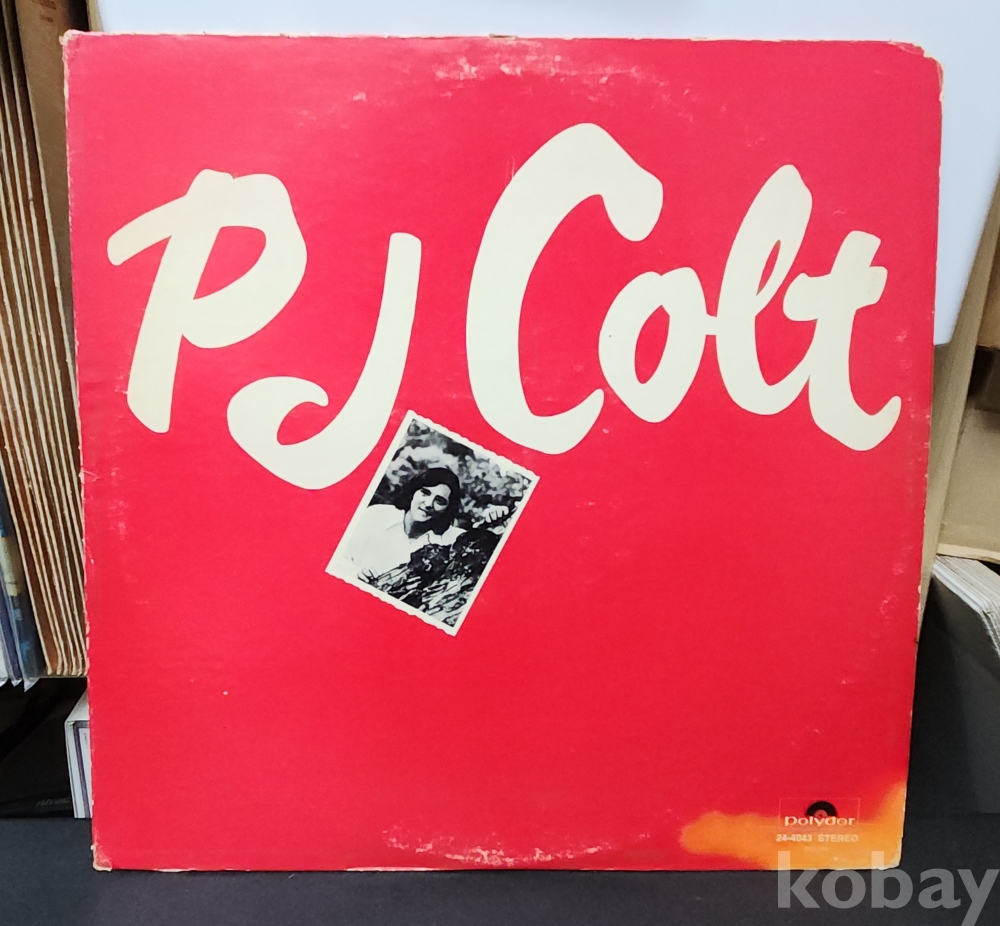 PJ Colt
polydor
24-4043 STEREO
kobay